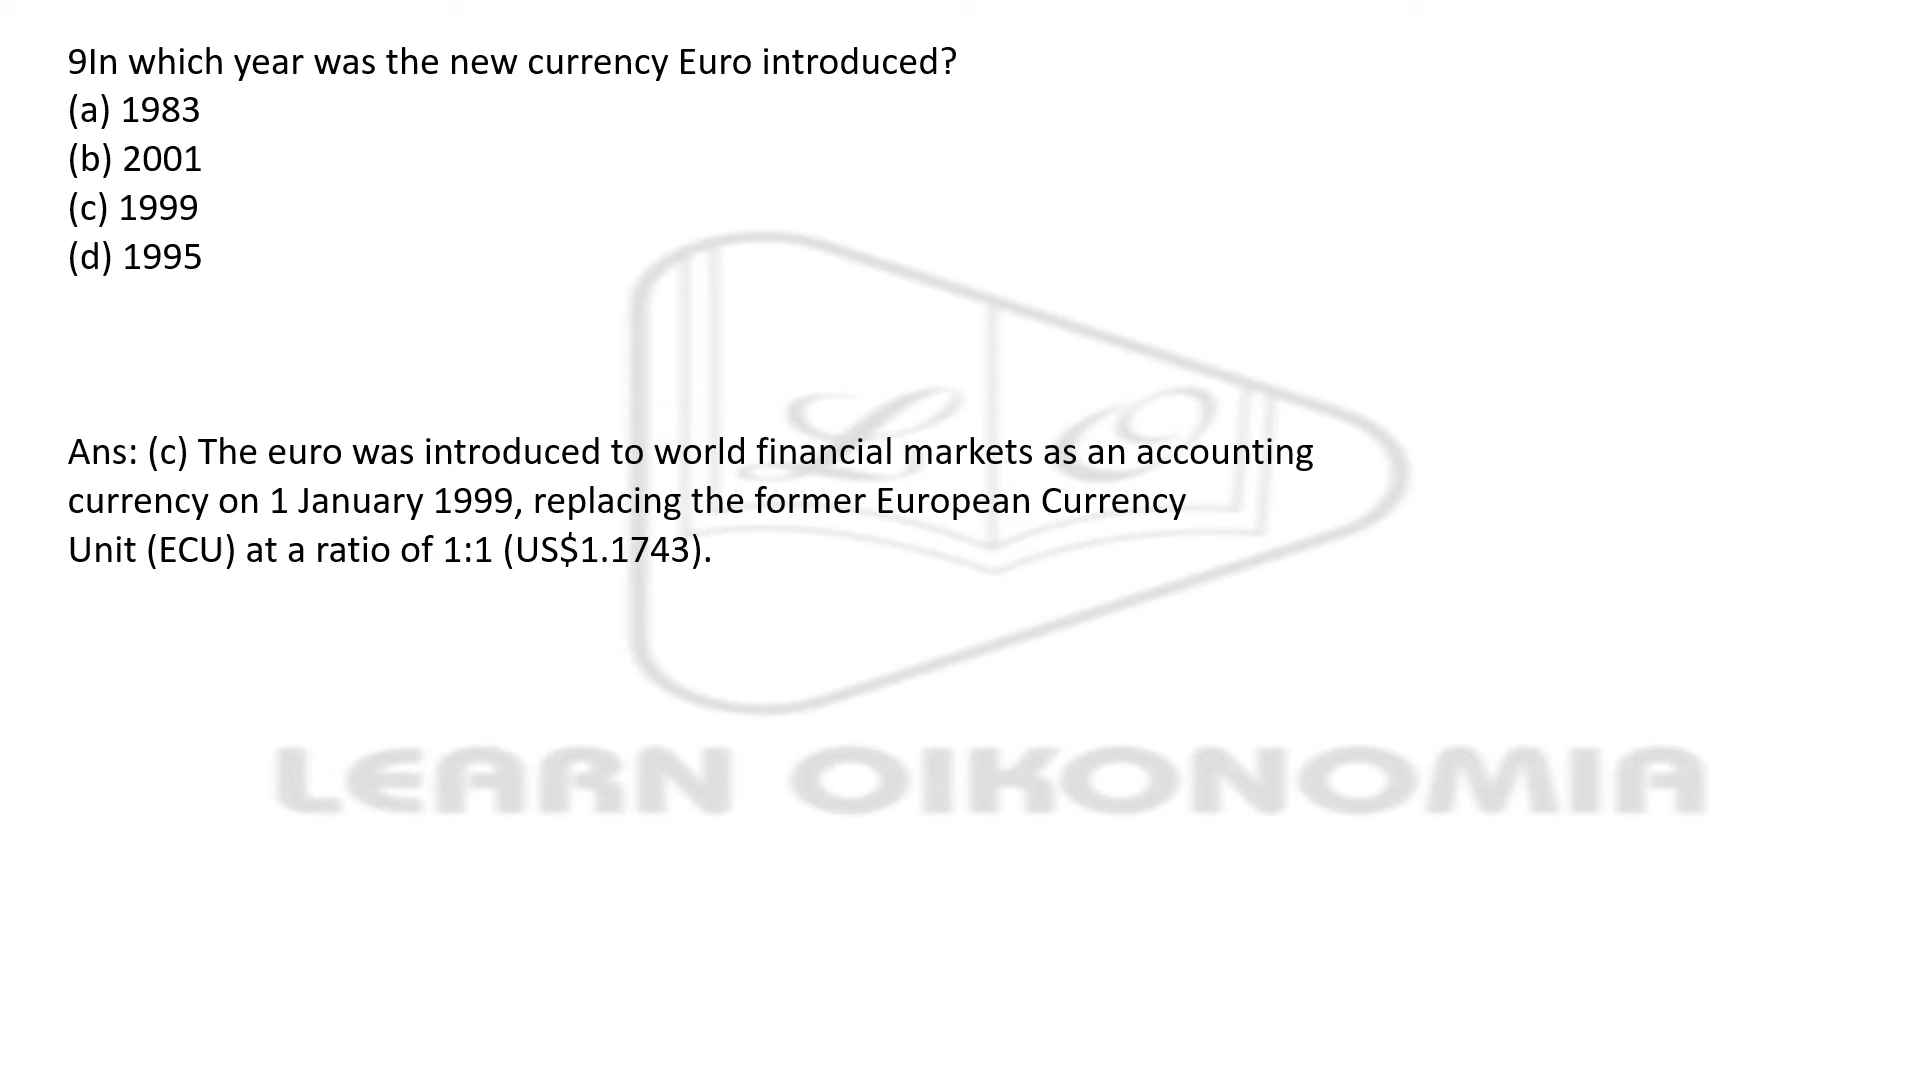 9In which year was the new currency Euro introduced?
(a) 1983
(b) 2001
(c) 1999
(d) 1995
Ans: (c) The euro was introduced to world financial markets as an accounting
currency on 1 January 1999, replacing the former European Currency
Unit (ECU) at a ratio of 1:1 (US$1.1743).
L O
LEARN OIKONOMIA